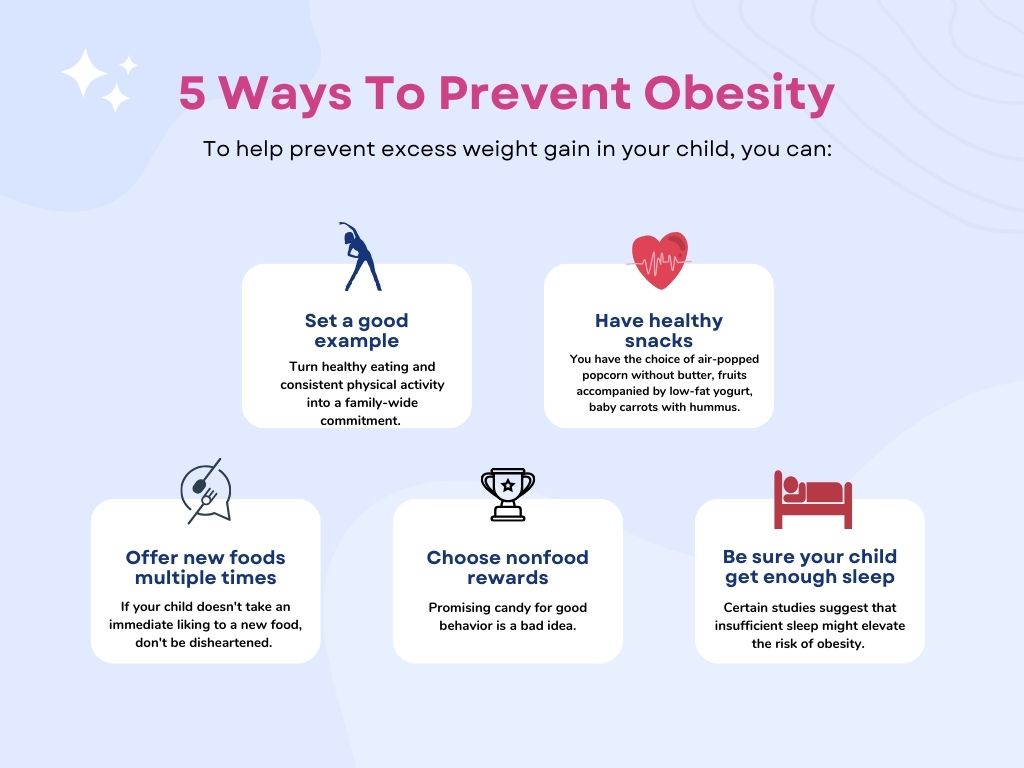 5 Ways To Prevent Obesity
To help prevent excess weight gain in your child, you can:
Set a good
example
Turn healthy eating and
consistent physical activity
into a family-wide
commitment.
Have healthy
snacks
You have the choice of air-popped
popcorn without butter, fruits
accompanied by low-fat yogurt,
baby carrots with hummus.
Offer new foods
multiple times
If your child doesn't take an
immediate liking to a new food,
don't be disheartened.
Choose nonfood
rewards
Promising candy for good
behavior is a bad idea.
Be sure your child
get enough sleep
Certain studies suggest that
insufficient sleep might elevate
the risk of obesity.